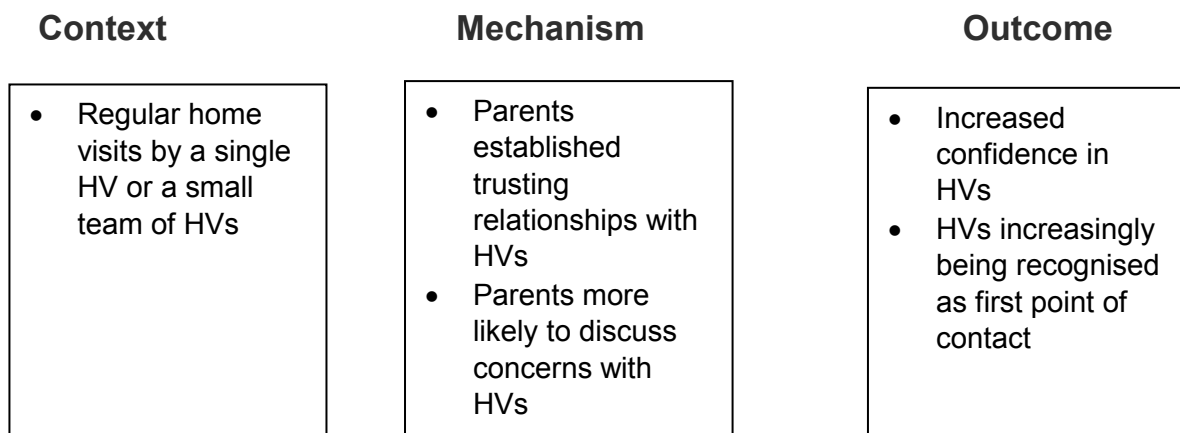 Context
Mechanism
Outcome
• Regular home
visits by a single
HV or a small
team of HVs
• Parents
established
trusting
relationships with
HVs
• Parents more
likely to discuss
concerns with
HVs
• Increased
confidence in
HVs
• HVs increasingly
being recognised
as first point of
contact